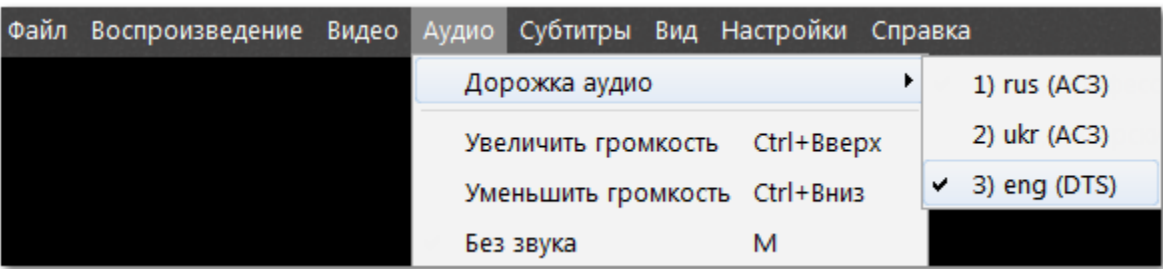 Файл Воспроизведение Видео Аудио Субтитры Вид Настройки Справка
Дорожка аудио
1) rus (AC3)
2) ukr (AC3)
3) eng (DTS)
Увеличить громкость Ctrl+Вверх
Уменьшить громкость Ctrl+Вниз
Без звука M